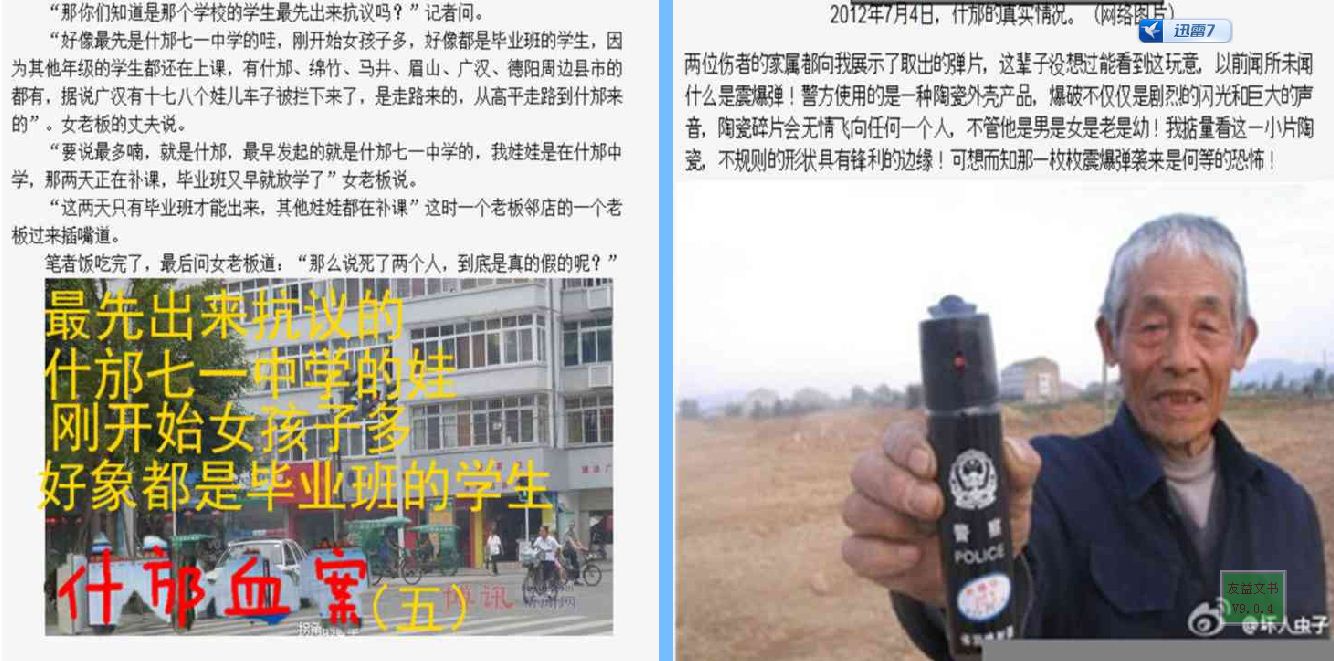 “那你们知道是那个学校的学生最先出来抗议吗？”记者问。
“好像最先是什邡七一中学的哇，刚开始女孩子多，好像都是毕业班的学生，因
为其他年级的学生都还在上课，有什邡、绵竹、马井、眉山、广汉、德阳周边县市的
都有，据说广汉有十七八个娃儿车子被拦下来了，是走路来的，从高平走路到什邡来
的”。女老板的丈夫说。
“要说最多喃，就是什邡，最早发起的就是什邡七一中学的，我娃娃是在什邡中
学，那两天正在补课，毕业班又早就放学了”女老板说。
“这两天只有毕业班才能出来，其他娃娃都在补课”这时一个老板邻店的一个老
板过来插嘴道。
笔者饭吃完了，最后问女老板道：“那么说死了两个人，到底是真的假的呢？”
最先出来抗议的
什邡七一中学的娃
刚开始女孩子多
好象都是毕业班的学生
什邡血案(五)
博讯
新闻网
2012年7月4日，什邡的真实情况。（网络图片）
迅雷7
两位伤者的家属都向我展示了取出的弹片，这辈子没想过能看到这玩意，以前闻所未闻
什么是震爆弹！警方使用的是一种陶瓷外壳产品，爆破不仅仅是剧烈的闪光和巨大的声
音，陶瓷碎片会无情飞向任何一个人，不管他是男是女是老是幼！我掂量看这一小片陶
瓷，不规则的形状具有锋利的边缘！可想而知那一枚枚震爆弹袭来是何等的恐怖！
警察
POLICE
友益文书
V9.0.4
@坏人虫子